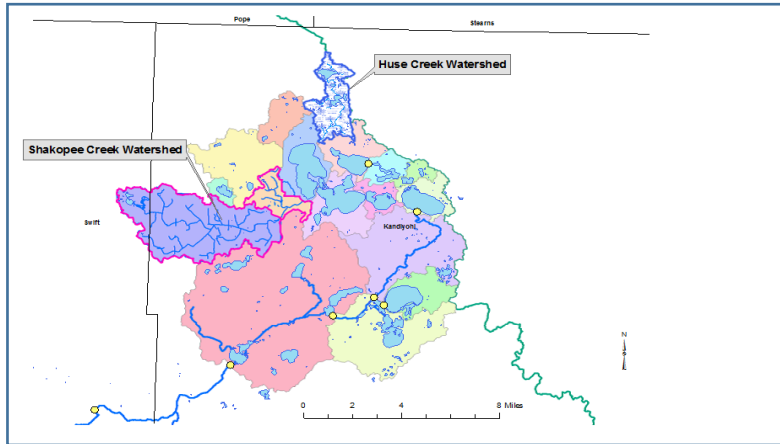 Pope
Stearns
Huse Creek Watershed
Shakopee Creek Watershed
Swift
Kandiyohi
N
0 2 4 8 Miles